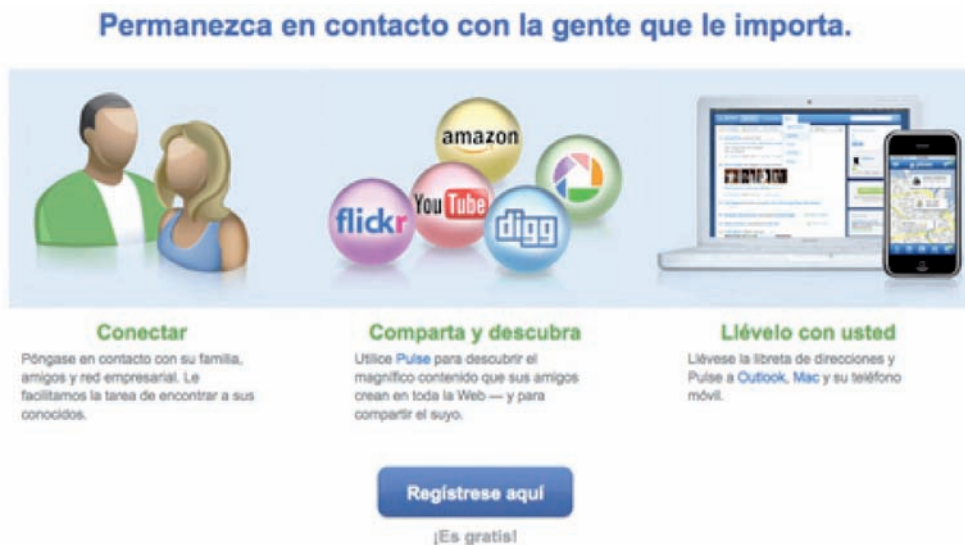 Permanezca en contacto con la gente que le importa.
amazon
flickr
You Tube
digg
Conectar
Póngase en contacto con su familia,
amigos y red empresarial. Le
facilitamos la tarea de encontrar a sus
conocidos.
Comparta y descubra
Utilice Pulse para descubrir el
magnífico contenido que sus amigos
crean en toda la Web — y para
compartir el suyo.
Llévelo con usted
Llévese la libreta de direcciones y
Pulse a Outlook, Mac y su teléfono
móvil.
Regístrese aquí
¡Es gratis!